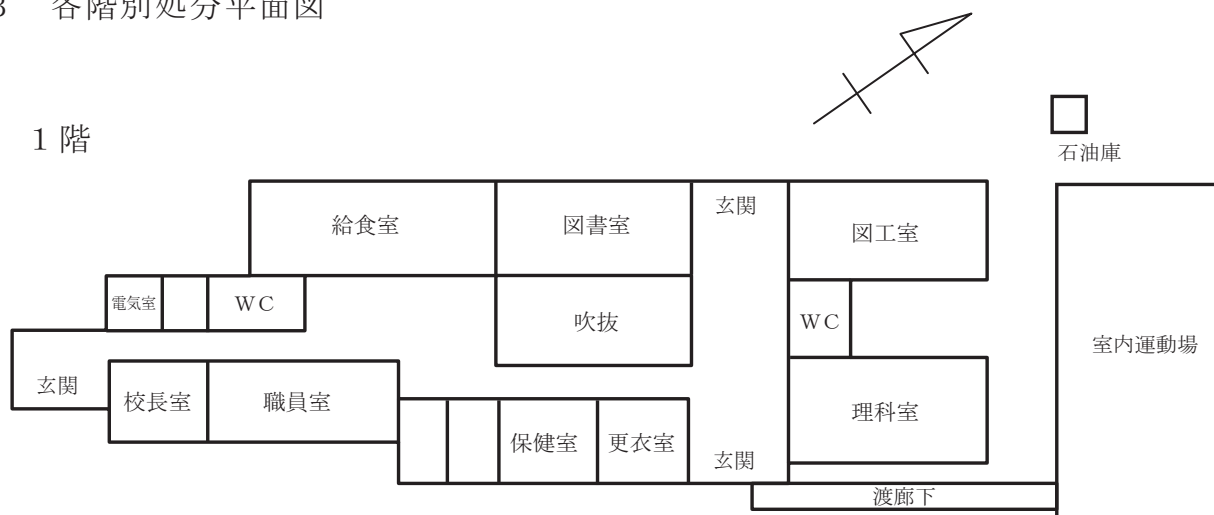 3　各階別処分平面図
1階
石油庫
給食室
図書室
玄関
図工室
電気室
WC
吹抜
WC
室内運動場
玄関
校長室
職員室
理科室
保健室
更衣室
玄関
渡廊下